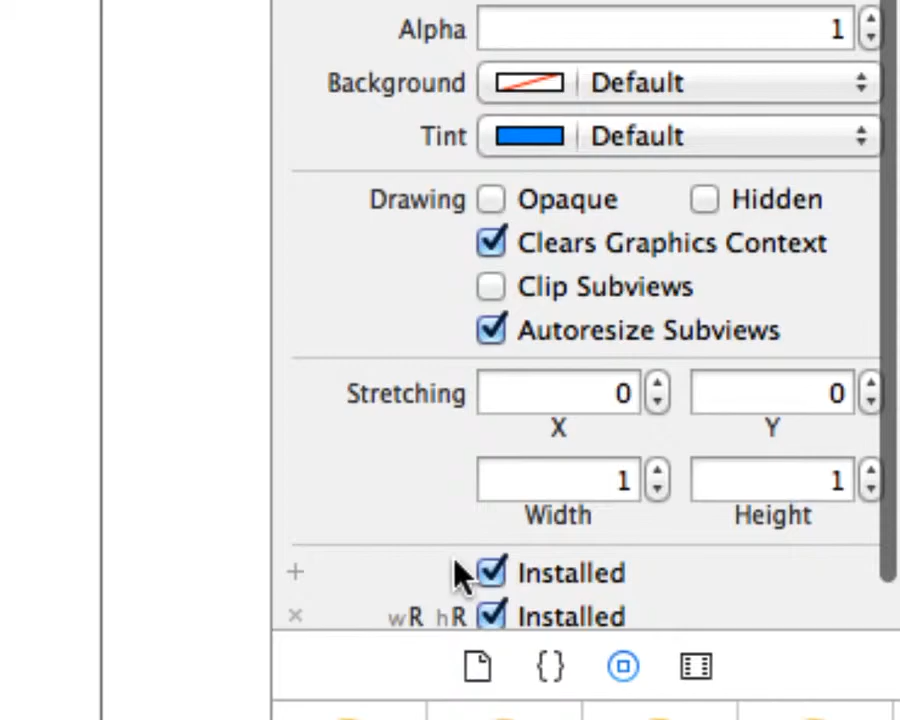 Alpha 1
Background Default
Tint Default
Drawing Opaque Hidden
Clears Graphics Context
Clip Subviews
Autoresize Subviews
Stretching 0 0
X Y
1 1
Width Height
+ Installed
× wR hR Installed
{}